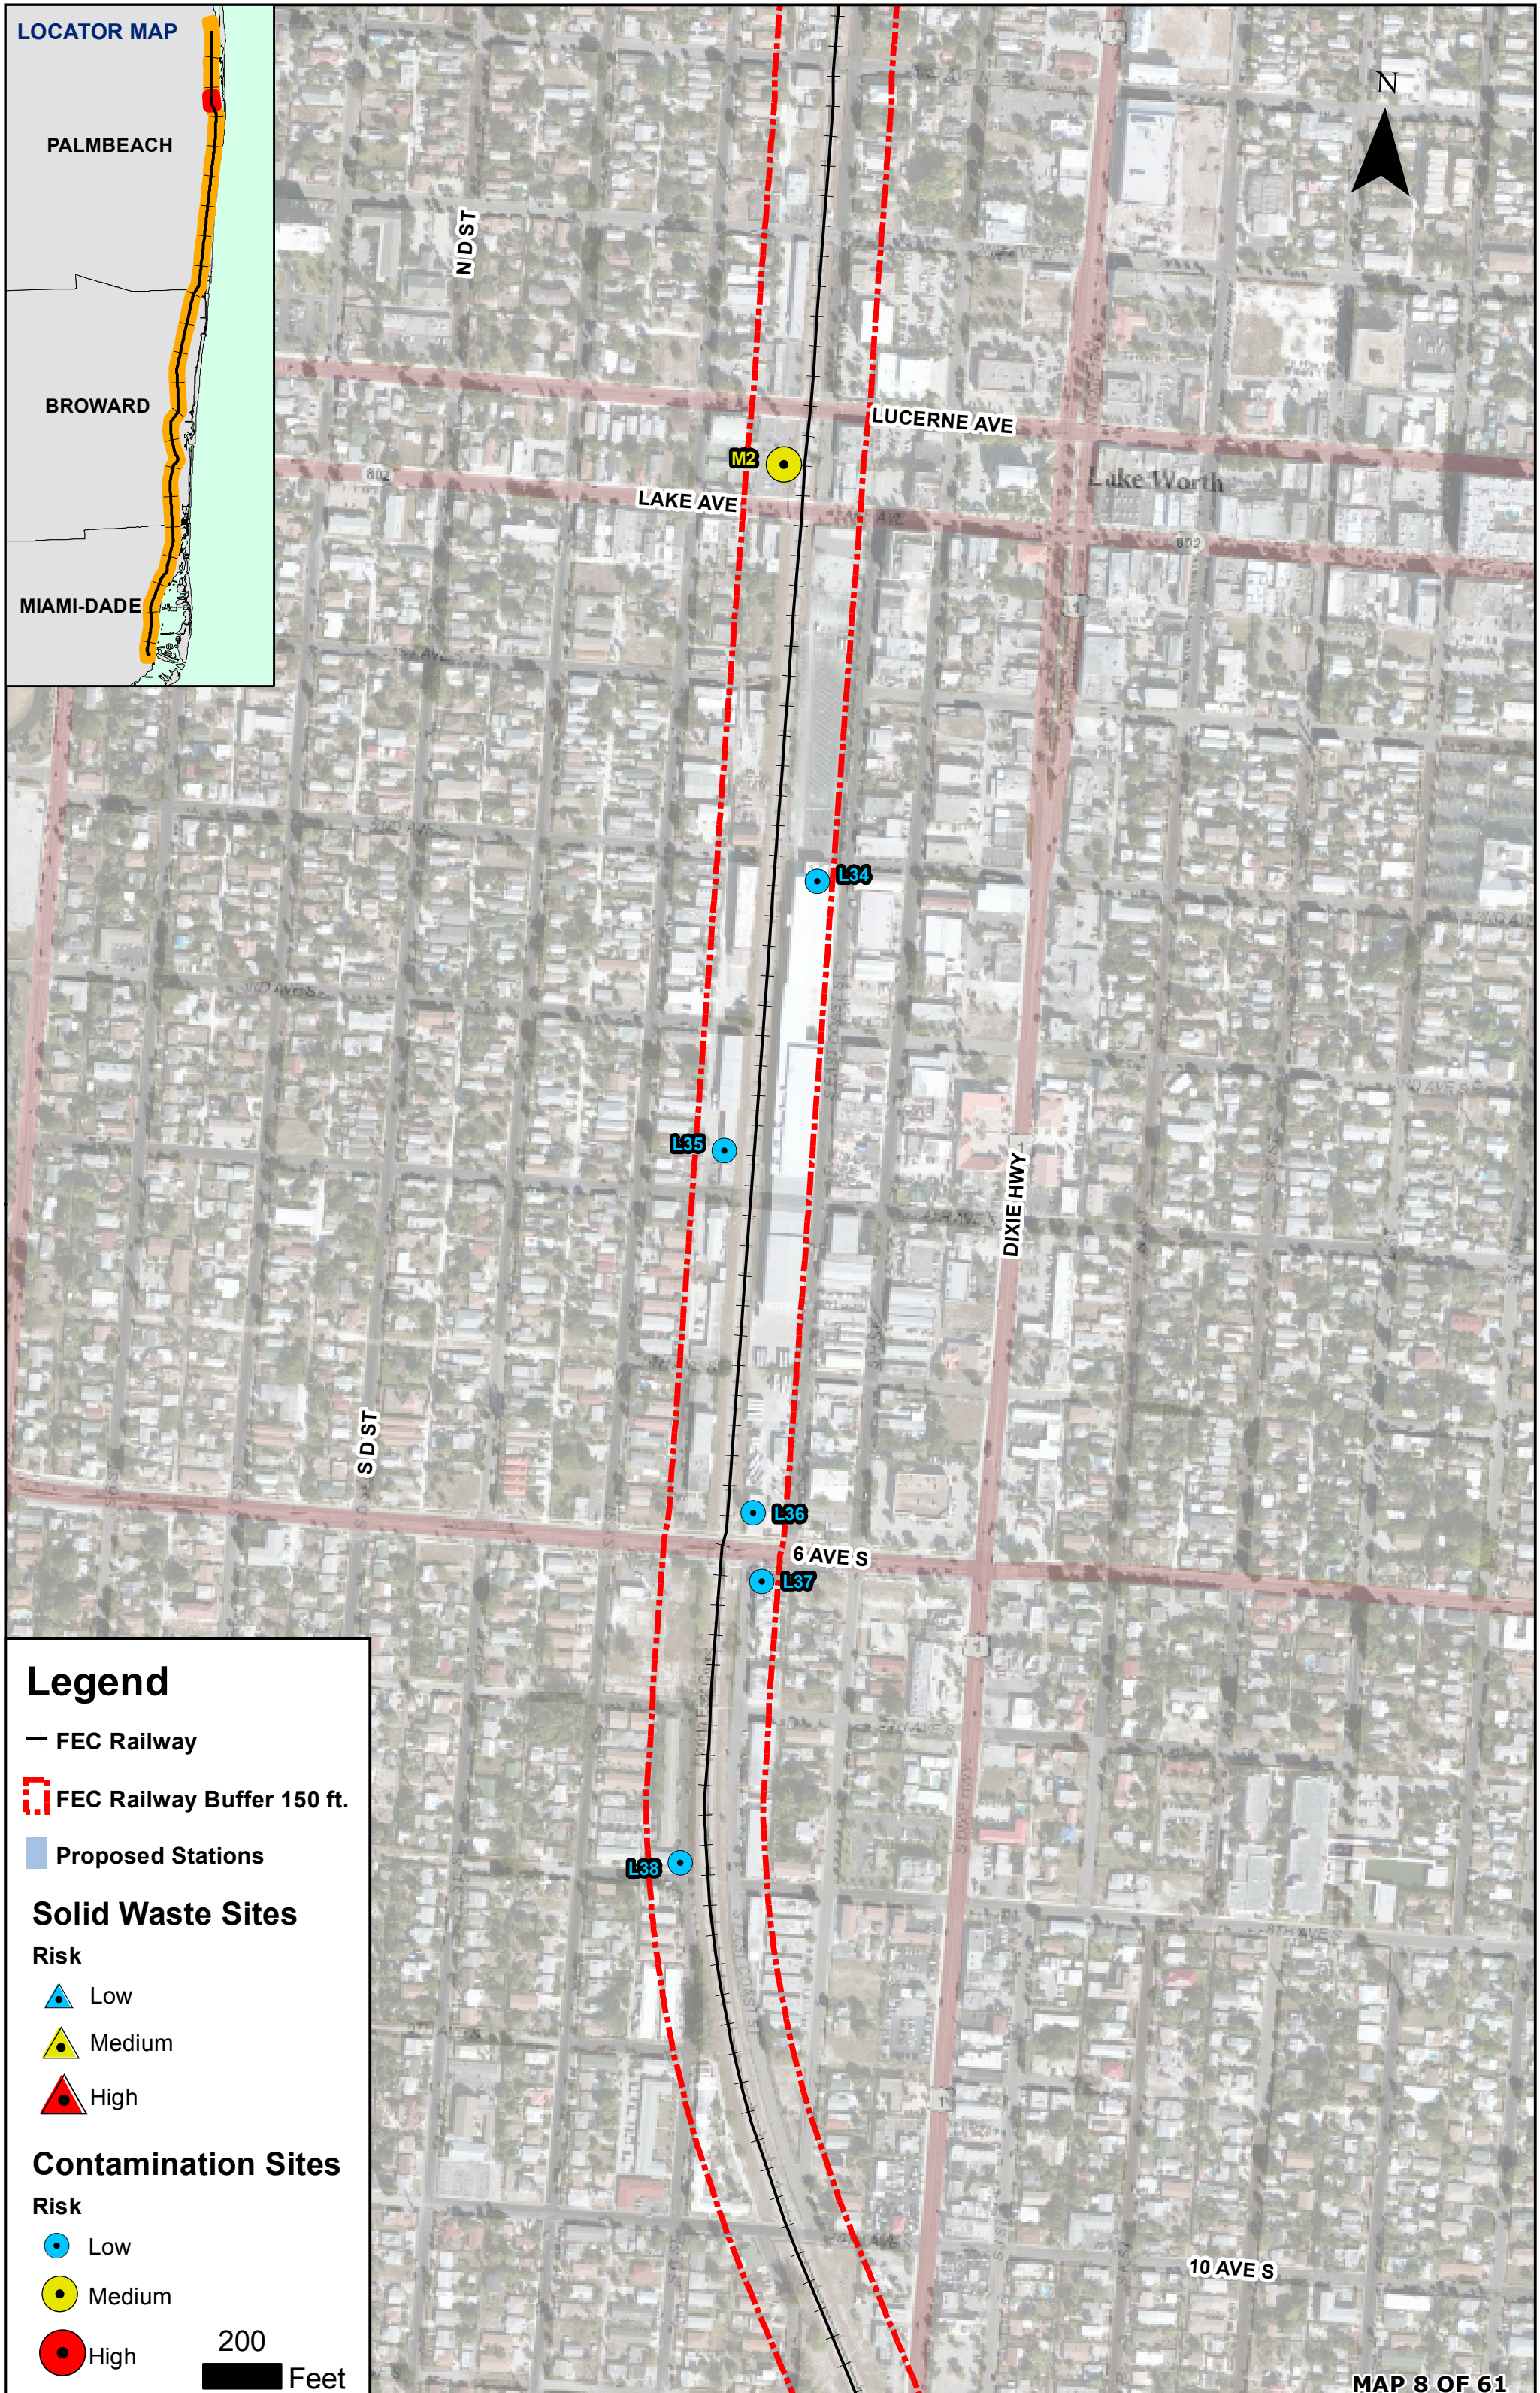 LOCATOR MAP
PALMBEACH
BROWARD
MIAMI-DADE
N
N D ST
LUCERNE AVE
M2
LAKE AVE
802
Lake Worth
802
1
L34
L35
DIXIE HWY
S D ST
L36
6 AVE S
L37
1
L38
1
10 AVE S
Legend
FEC Railway
FEC Railway Buffer 150 ft.
Proposed Stations
Solid Waste Sites
Risk
Low
Medium
High
Contamination Sites
Risk
Low
Medium
High
200
Feet
MAP 8 OF 61